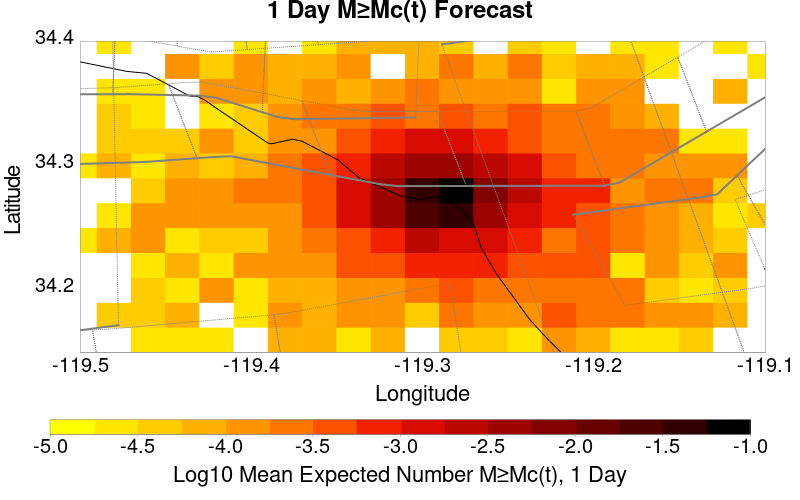 1 Day M≥Mc(t) Forecast
34.4
34.3
34.2
Latitude
-119.5 -119.4 -119.3 -119.2 -119.1
Longitude
-5.0 -4.5 -4.0 -3.5 -3.0 -2.5 -2.0 -1.5 -1.0
Log10 Mean Expected Number M≥Mc(t), 1 Day